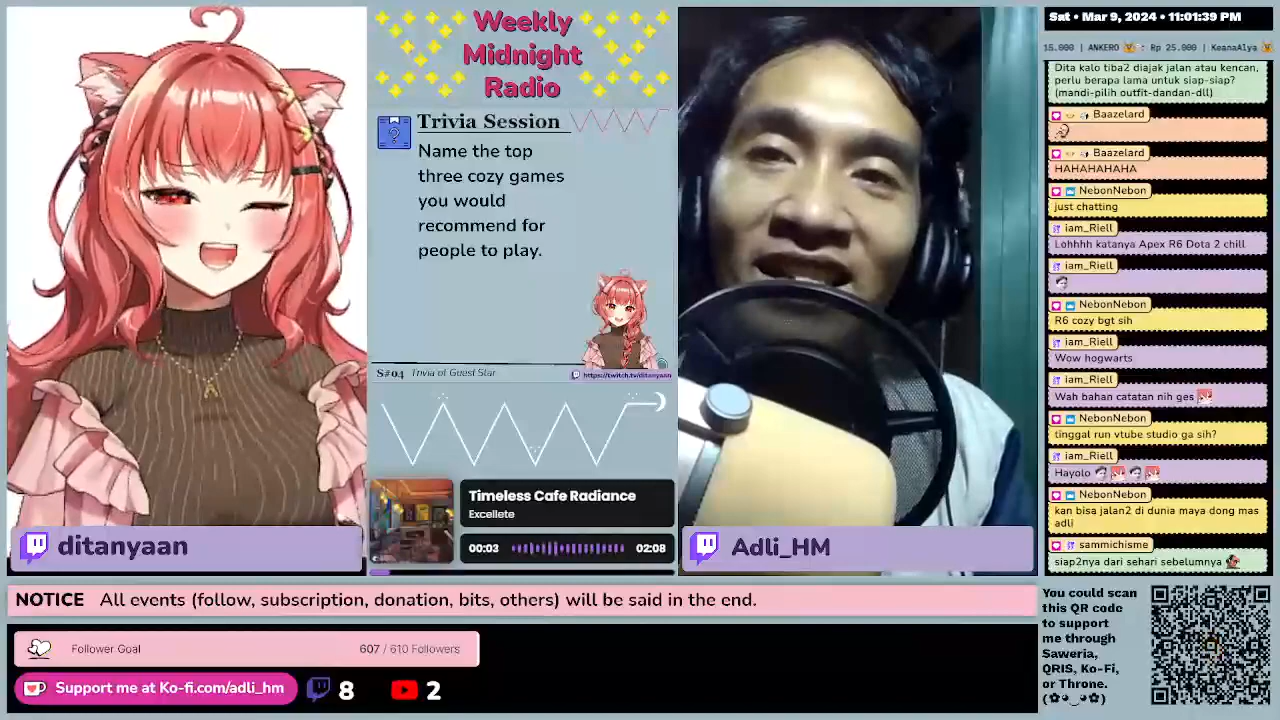 Weekly
Midnight
Radio
Trivia Session
Name the top
three cozy games
you would
recommend for
people to play.
S#04 Trivia of Guest Star
https://twitch.tv/ditanyaan
Timeless Cafe Radiance
Excellete
00:03
02:08
ditanyaan
Adli_HM
Sat • Mar 9, 2024 • 11:01:39 PM
15.000 | ANKERO : Rp 25.000 | KeanaAlya
Dita kalo tiba2 diajak jalan atau kencan,
perlu berapa lama untuk siap-siap?
(mandi-pilih outfit-dandan-dll)
Baazelard
Baazelard
HAHAHAHAHA
NebonNebon
just chatting
iam_Riell
Lohhhh katanya Apex R6 Dota 2 chill
iam_Riell
NebonNebon
R6 cozy bgt sih
iam_Riell
Wow hogwarts
iam_Riell
Wah bahan catatan nih ges
NebonNebon
tinggal run vtube studio ga sih?
iam_Riell
Hayolo
NebonNebon
kan bisa jalan2 di dunia maya dong mas
adli
sammichisme
siap2nya dari sehari sebelumnya
NOTICE All events (follow, subscription, donation, bits, others) will be said in the end.
Follower Goal
607 / 610 Followers
Support me at Ko-fi.com/adli_hm
8
2
You could scan
this QR code
to support
me through
Saweria,
QRIS, Ko-Fi,
or Throne.
(✿◕‿◕✿)